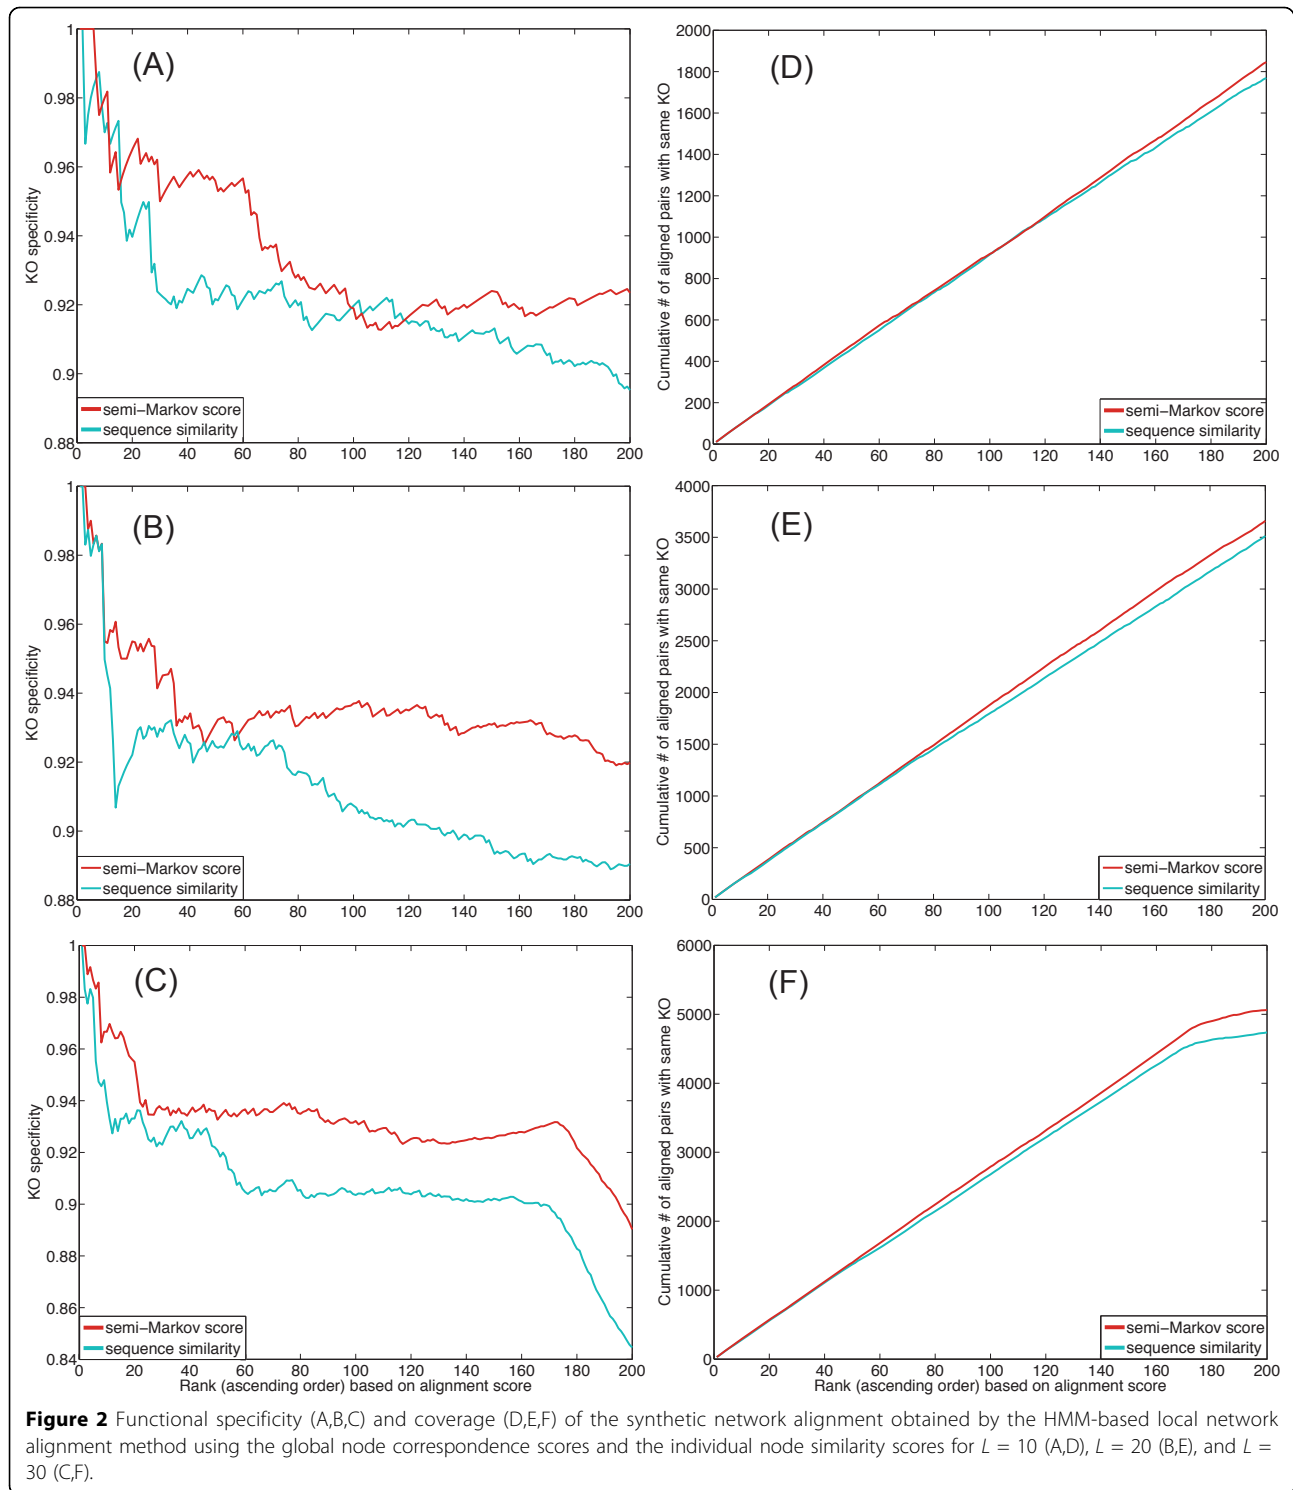 (A)
KO specificity
1
0.98
0.96
0.94
0.92
0.9
0.88
0 20 40 60 80 100 120 140 160 180 200
semi−Markov score
sequence similarity
(D)
Cumulative # of aligned pairs with same KO
2000
1800
1600
1400
1200
1000
800
600
400
200
0
0 20 40 60 80 100 120 140 160 180 200
semi−Markov score
sequence similarity
(B)
KO specificity
1
0.98
0.96
0.94
0.92
0.9
0.88
0 20 40 60 80 100 120 140 160 180 200
semi−Markov score
sequence similarity
(E)
Cumulative # of aligned pairs with same KO
4000
3500
3000
2500
2000
1500
1000
500
0
0 20 40 60 80 100 120 140 160 180 200
semi−Markov score
sequence similarity
(C)
KO specificity
1
0.98
0.96
0.94
0.92
0.9
0.88
0.86
0.84
0 20 40 60 80 100 120 140 160 180 200
Rank (ascending order) based on alignment score
semi−Markov score
sequence similarity
(F)
Cumulative # of aligned pairs with same KO
6000
5000
4000
3000
2000
1000
0
0 20 40 60 80 100 120 140 160 180 200
Rank (ascending order) based on alignment score
semi−Markov score
sequence similarity
Figure 2 Functional specificity (A,B,C) and coverage (D,E,F) of the synthetic network alignment obtained by the HMM-based local network
alignment method using the global node correspondence scores and the individual node similarity scores for L = 10 (A,D), L = 20 (B,E), and L =
30 (C,F).